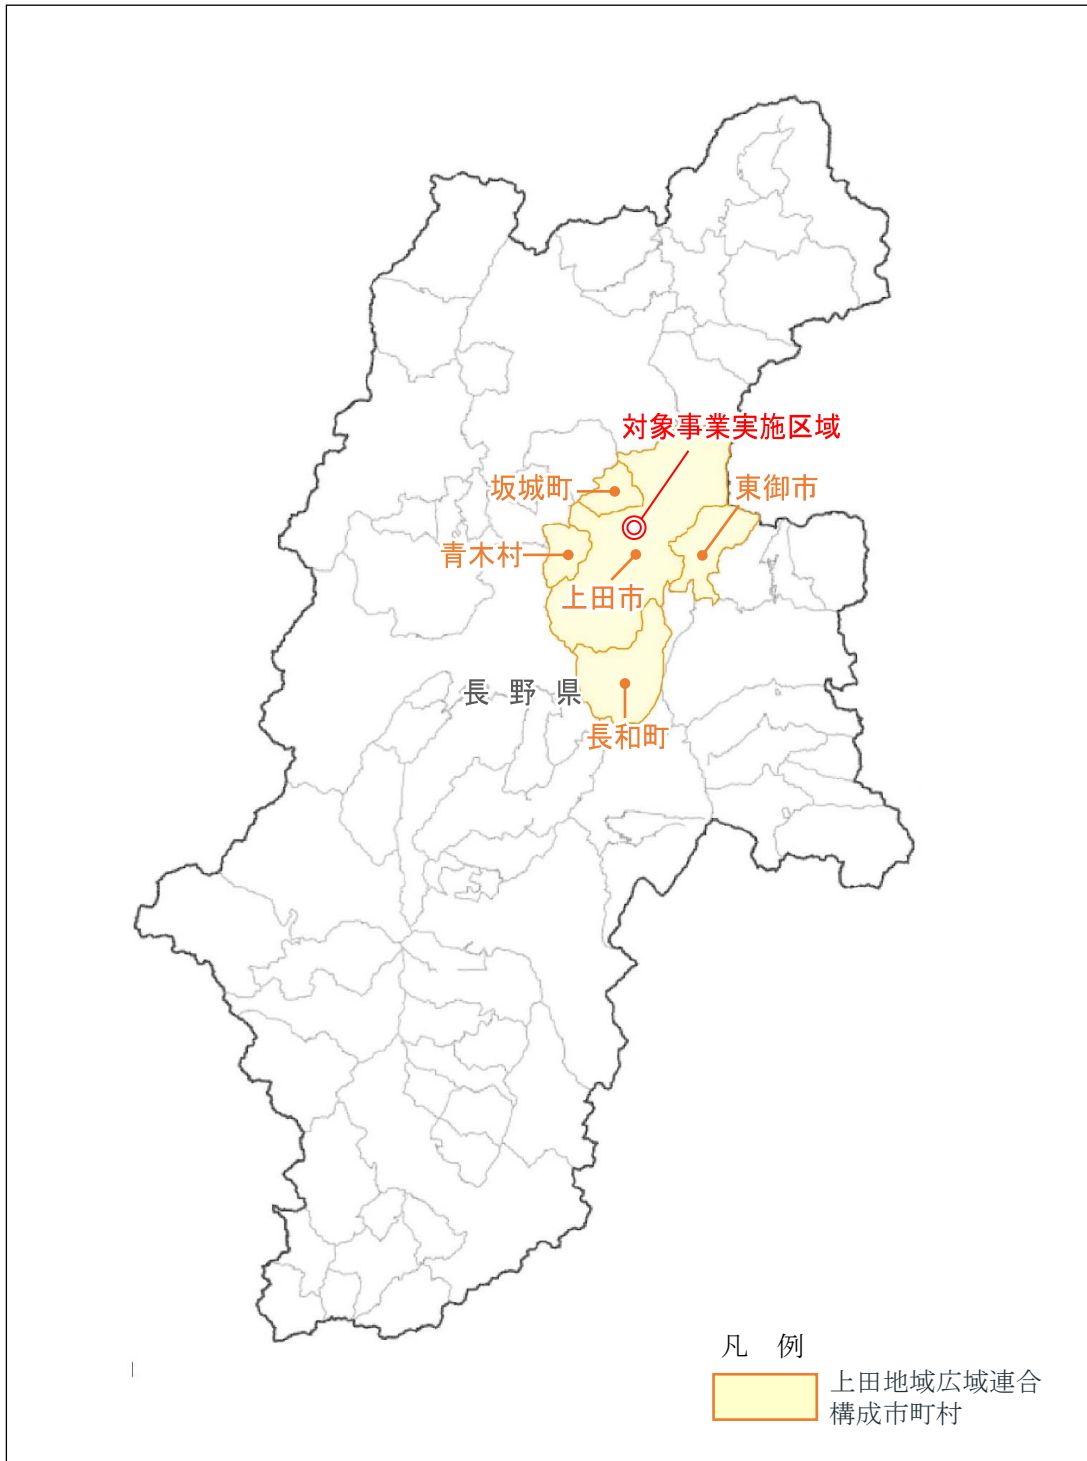 対象事業実施区域
坂城町
東御市
青木村
上田市
長野県
長和町
凡 例
上田地域広域連合
構成市町村